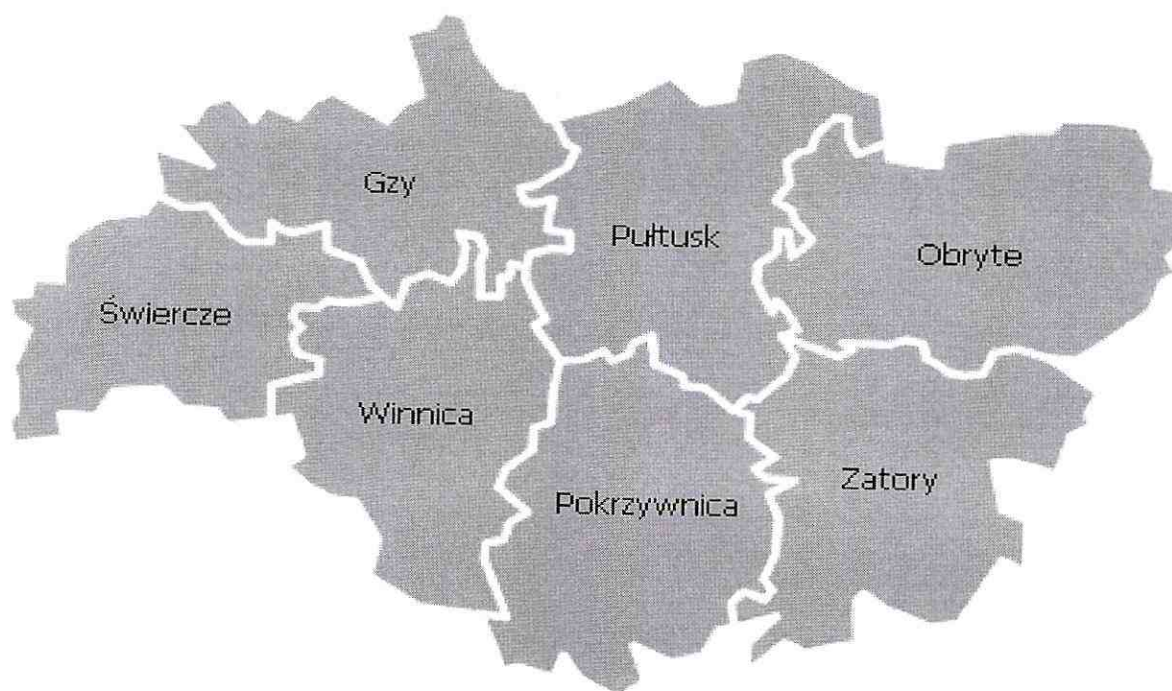 Gzy
Pułtusk
Obryte
Świercze
Winnica
Zatory
Pokrzywnica